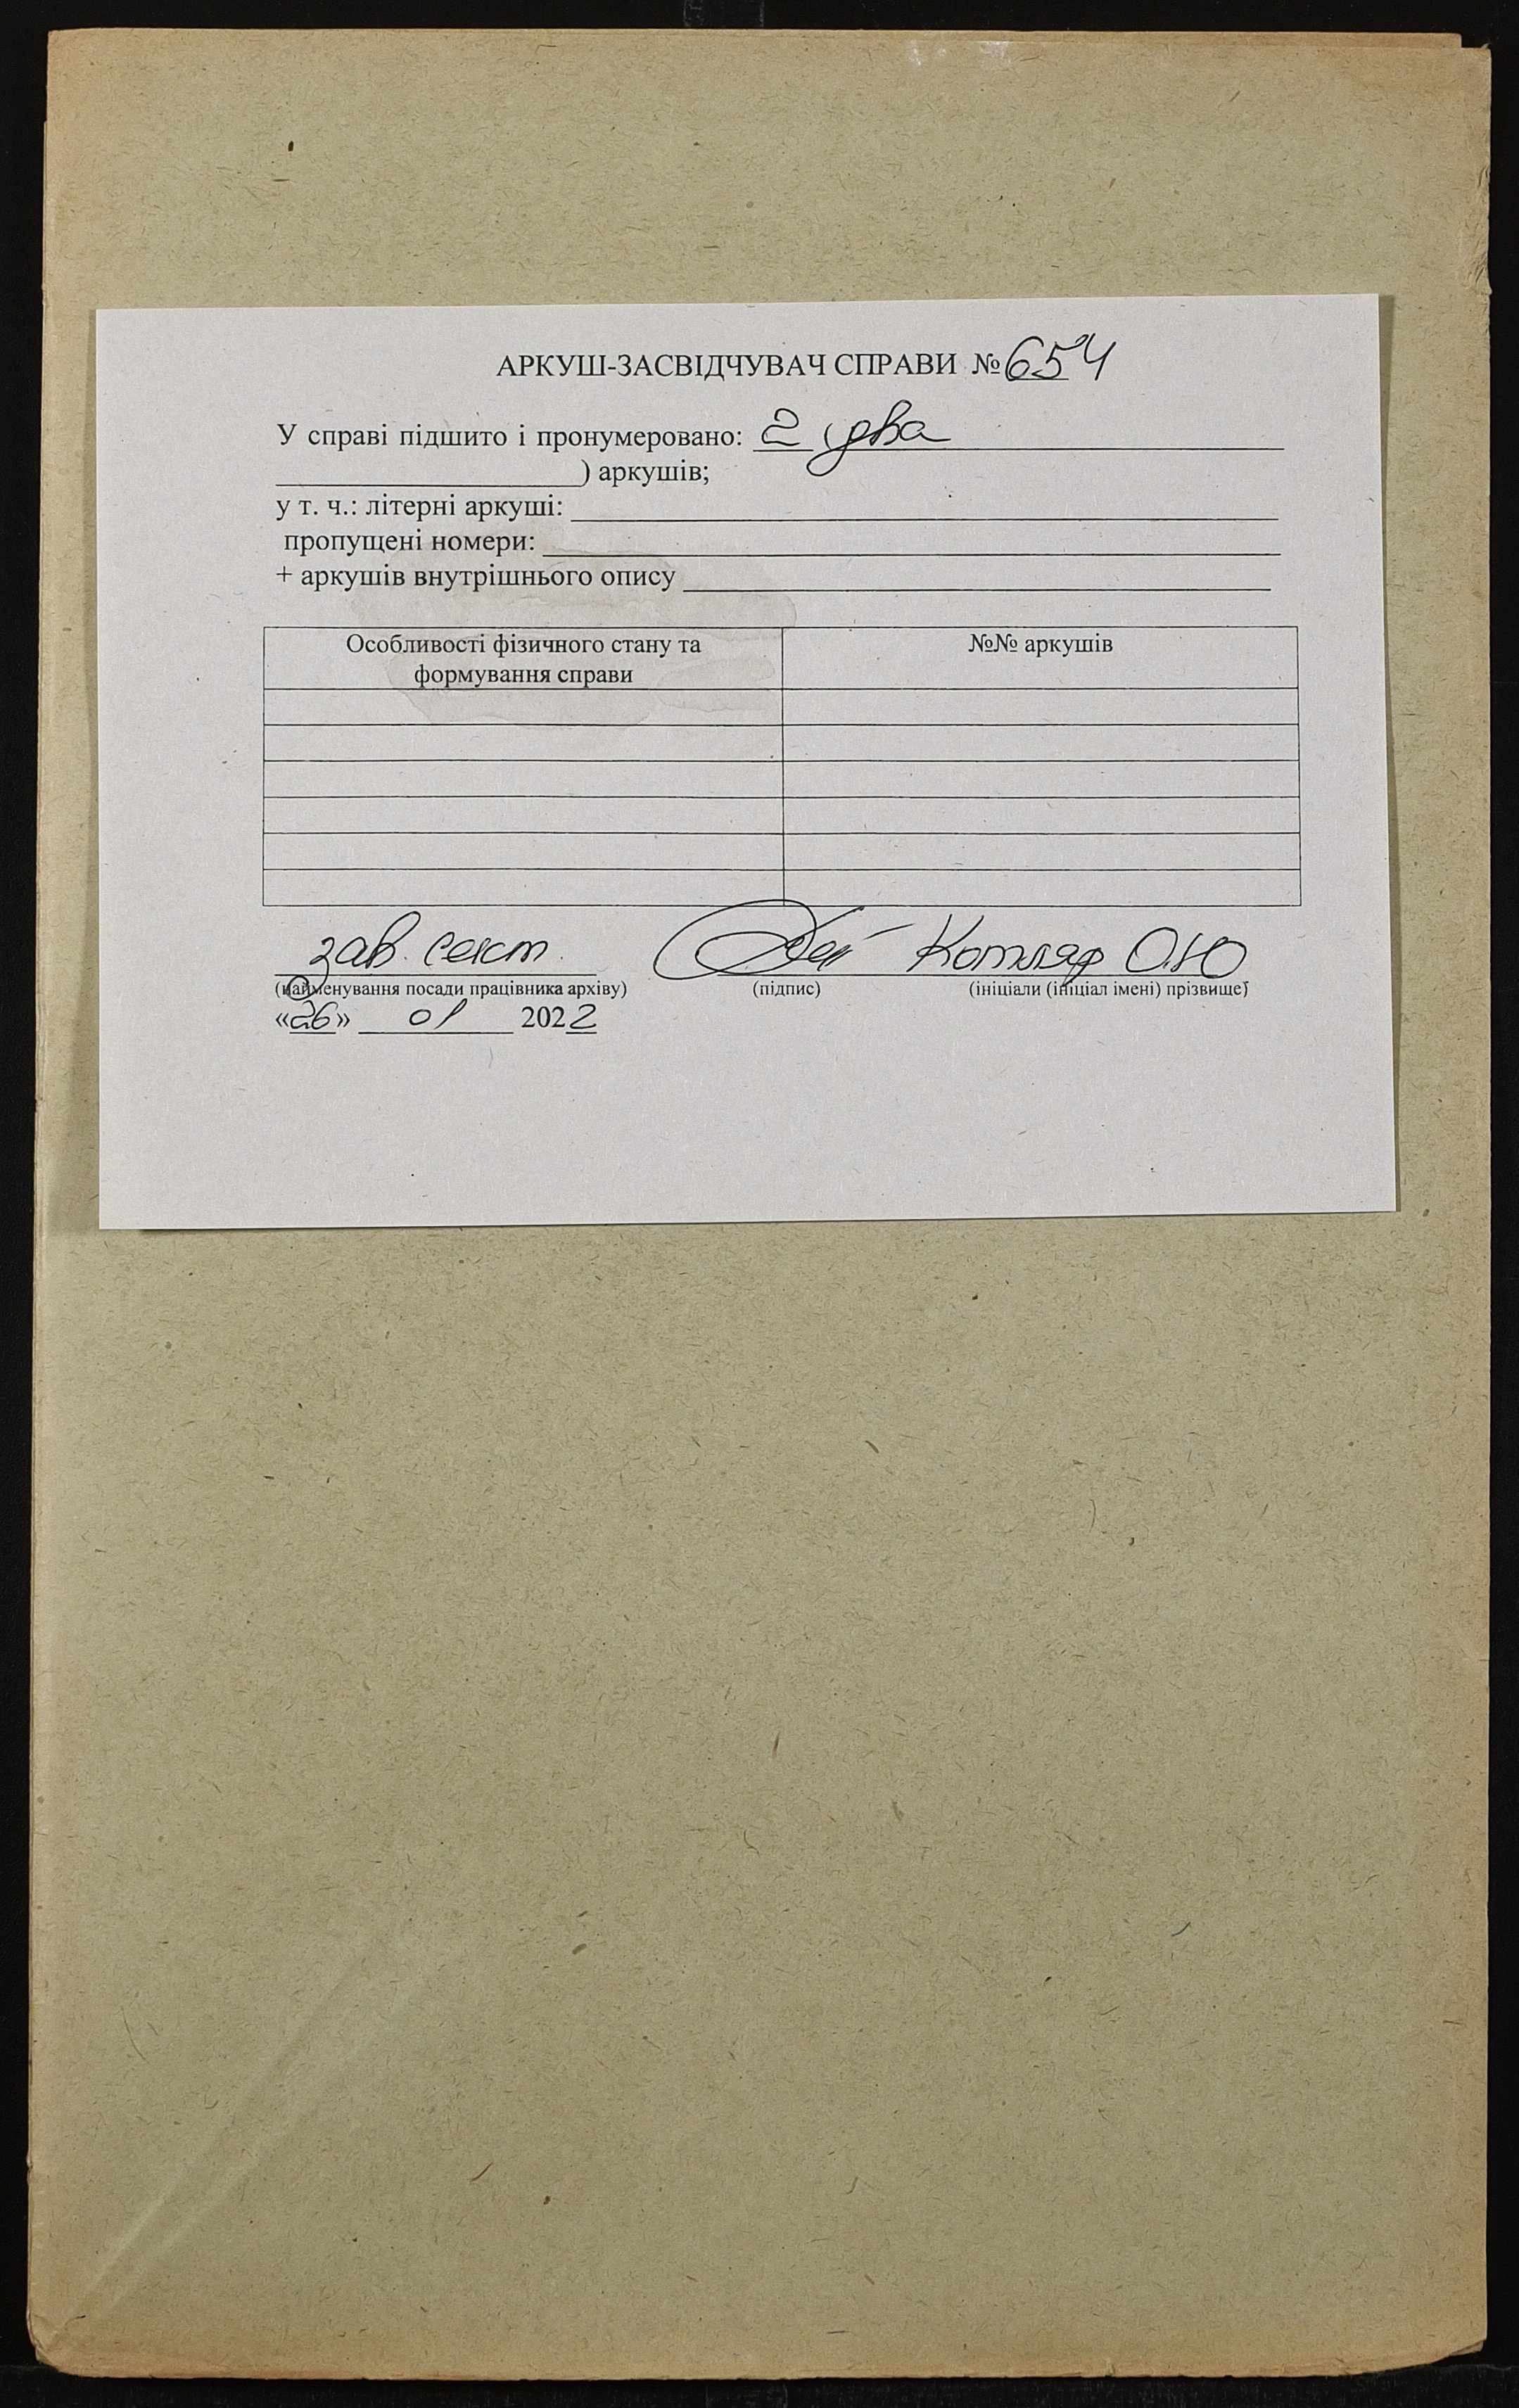 АРКУШ-ЗАСВІДЧУВАЧ СПРАВИ № 654
У справі підшито і пронумеровано: 2 (два
) аркушів;
у т. ч.: літерні аркуші:
пропущені номери:
+ аркушів внутрішнього опису
Особливості фізичного стану та №№ аркушів
формування справи
зав. сект. Котляр О.Ю
(найменування посади працівника архіву) (підпис) (ініціали (ініціал імені) прізвище)
«26» 01 2022